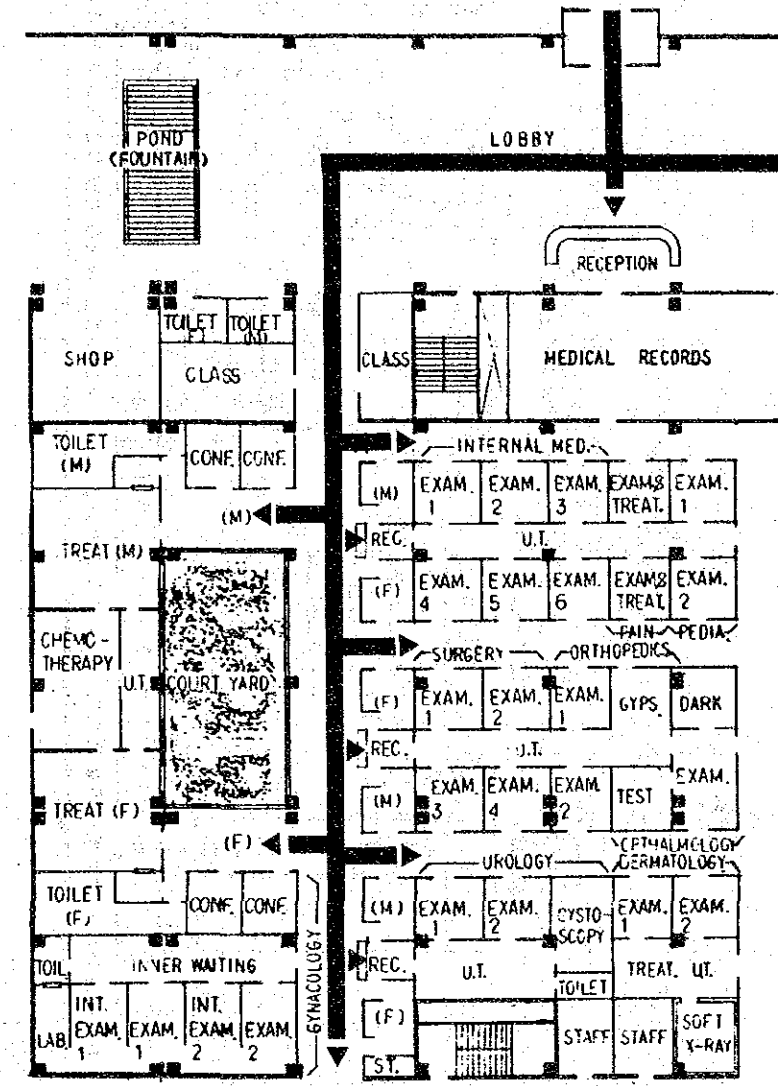 POND
(FOUNTAIN)
LOBBY
RECEPTION
SHOP
TOILET
(F)
TOILET
(M)
CLASS
CLASS
MEDICAL RECORDS
TOILET
(M)
CONF.
CONF.
INTERNAL MED.
(M)
EXAM.
1
EXAM.
2
EXAM.
3
EXAM.&
TREAT.
EXAM.
1
(M)
REC.
U.T.
TREAT (M)
(F)
EXAM.
4
EXAM.
5
EXAM.
6
EXAM.&
TREAT.
EXAM.
2
PAIN
PEDIA.
CHEMO-
THERAPY
U.T.
COURT YARD
SURGERY
ORTHOPEDICS
(F)
EXAM.
1
EXAM.
2
EXAM.
1
GYPS.
DARK
REC.
U.T.
TREAT (F)
(M)
EXAM.
3
EXAM.
4
EXAM.
2
TEST
EXAM.
(F)
OPTHALMOLOGY
UROLOGY
DERMATOLOGY
TOILET
(F)
CONF.
CONF.
(M)
EXAM.
1
EXAM.
2
CYSTO-
SCOPY
EXAM.
1
EXAM.
2
GYNACOLOGY
TOIL.
INNER WAITING
REC.
U.T.
TOILET
TREAT. U.T.
LAB.
INT.
EXAM.
1
EXAM.
1
INT.
EXAM.
2
EXAM.
2
(F)
ST.
STAFF
STAFF
SOFT
X-RAY